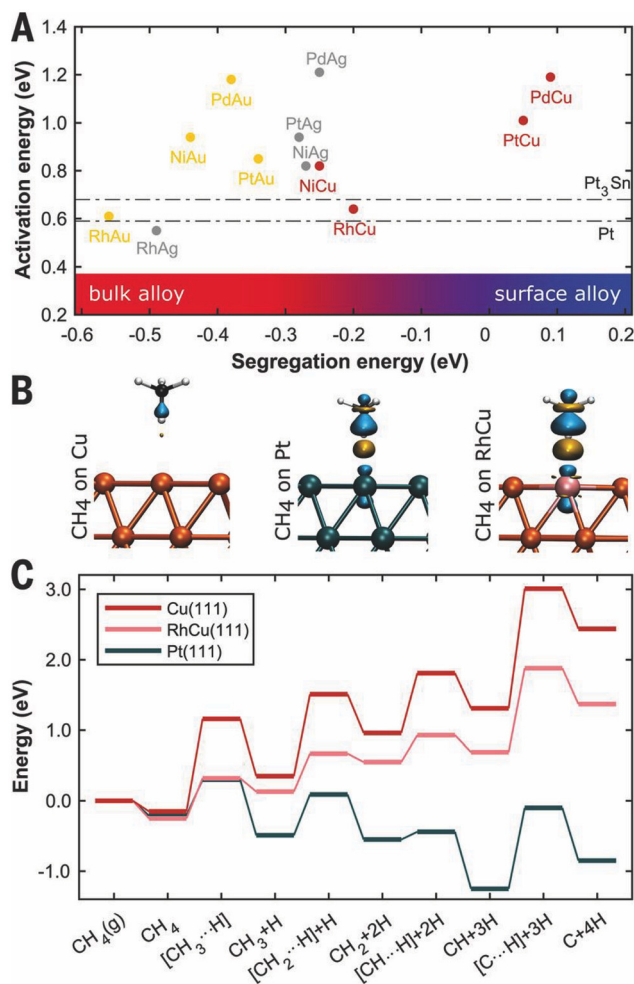 A
Activation energy (eV)
1.4
1.2
1.0
0.8
0.6
0.4
0.2
PdAg
PdAu
PdCu
PtAg
PtCu
NiAu
NiAg
PtAu
NiCu
Pt3Sn
RhAu
RhAg
RhCu
Pt
bulk alloy
surface alloy
-0.6 -0.5 -0.4 -0.3 -0.2 -0.1 0 0.1 0.2
Segregation energy (eV)
B
CH4 on Cu
CH4 on Pt
CH4 on RhCu
C
Energy (eV)
3.0
2.0
1.0
0.0
-1.0
Cu(111)
RhCu(111)
Pt(111)
CH4(g)
CH4
[CH3···H]
CH3+H
[CH2···H]+H
CH2+2H
[CH···H]+2H
CH+3H
[C···H]+3H
C+4H